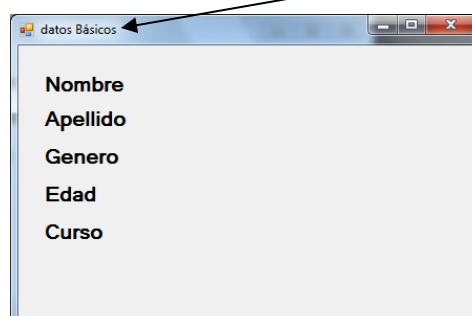 datos Básicos
Nombre
Apellido
Genero
Edad
Curso